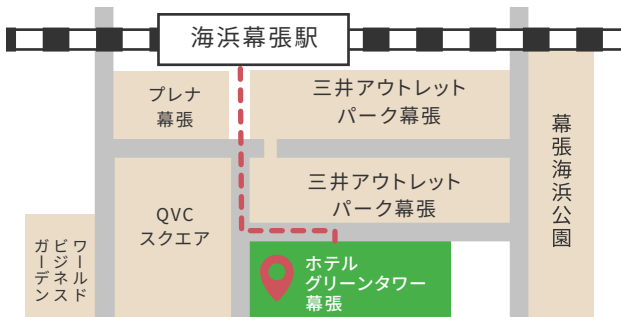 海浜幕張駅
プレナ
幕張
三井アウトレット
パーク幕張
幕張海浜公園
三井アウトレット
パーク幕張
QVC
スクエア
ワールド
ビジネス
ガーデン
ホテル
グリーンタワー
幕張